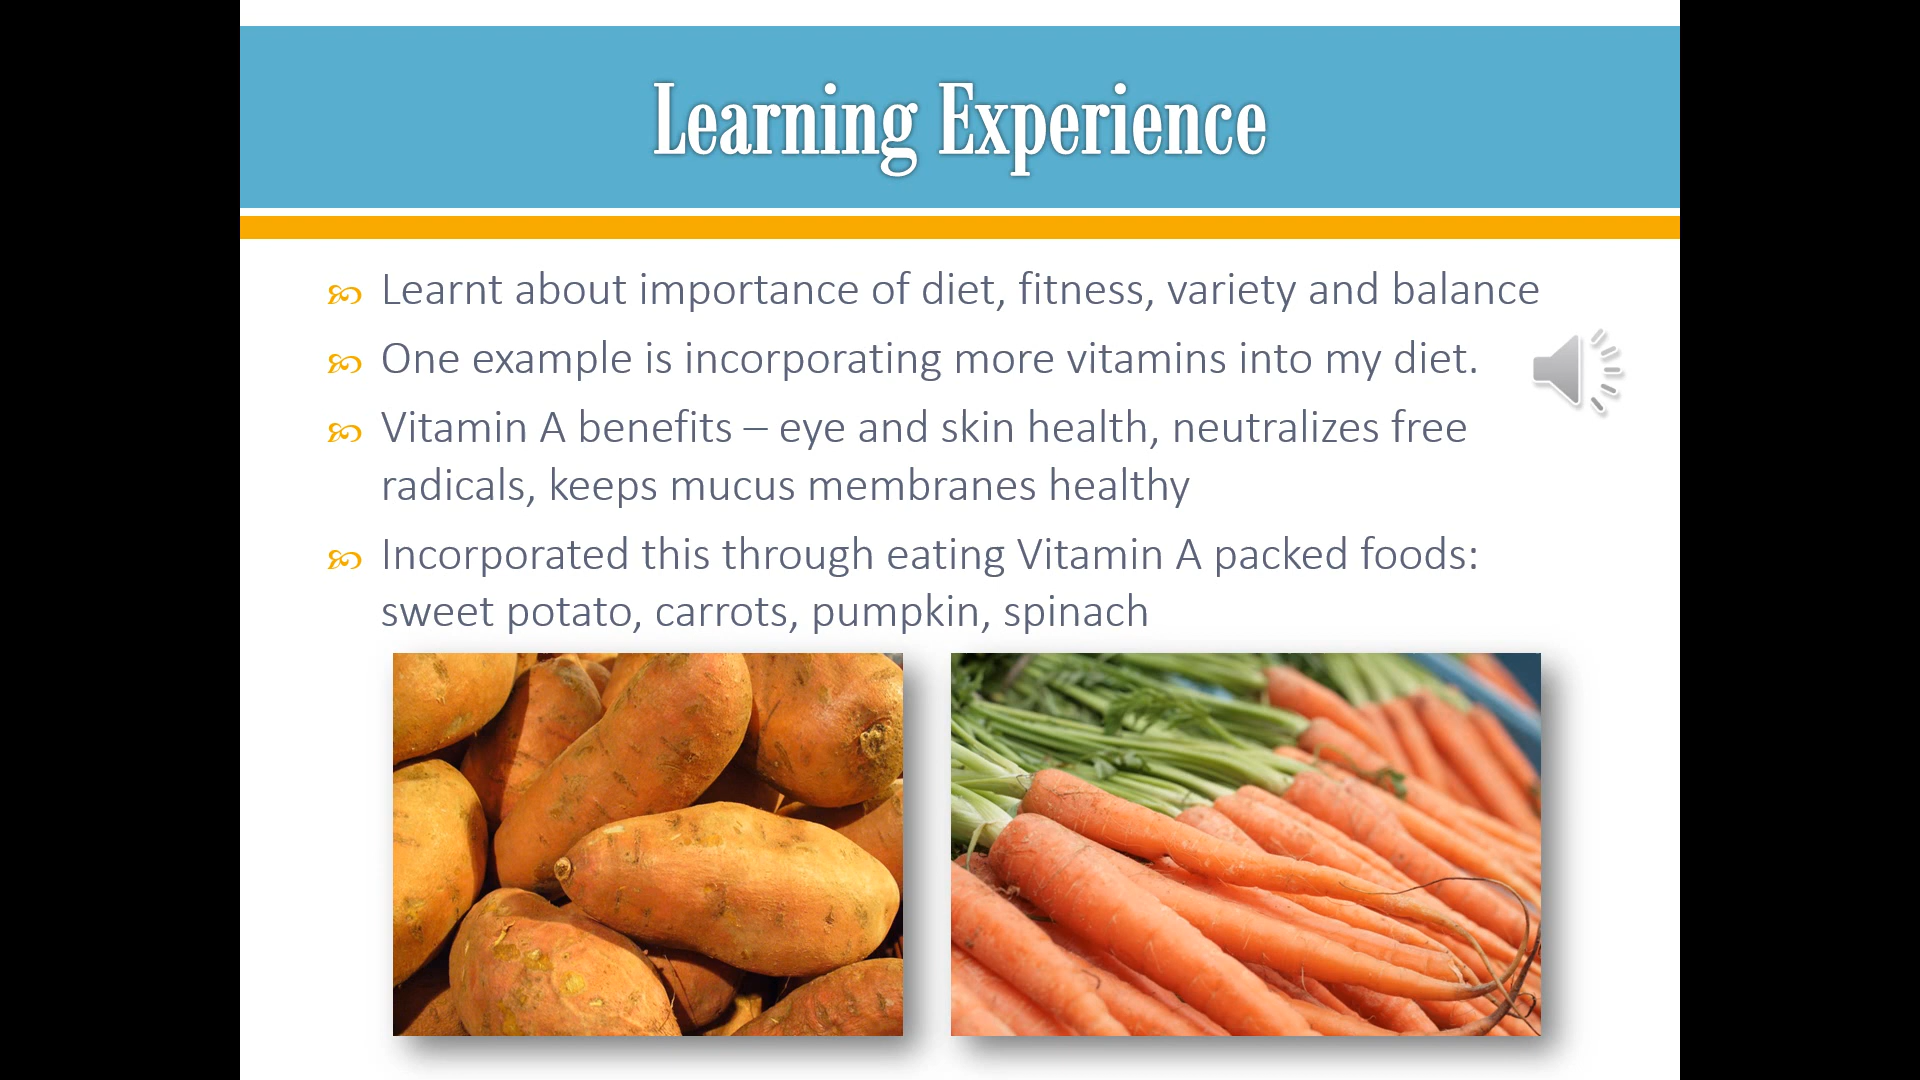 Learning Experience
Learnt about importance of diet, fitness, variety and balance
One example is incorporating more vitamins into my diet.
Vitamin A benefits – eye and skin health, neutralizes free
radicals, keeps mucus membranes healthy
Incorporated this through eating Vitamin A packed foods:
sweet potato, carrots, pumpkin, spinach